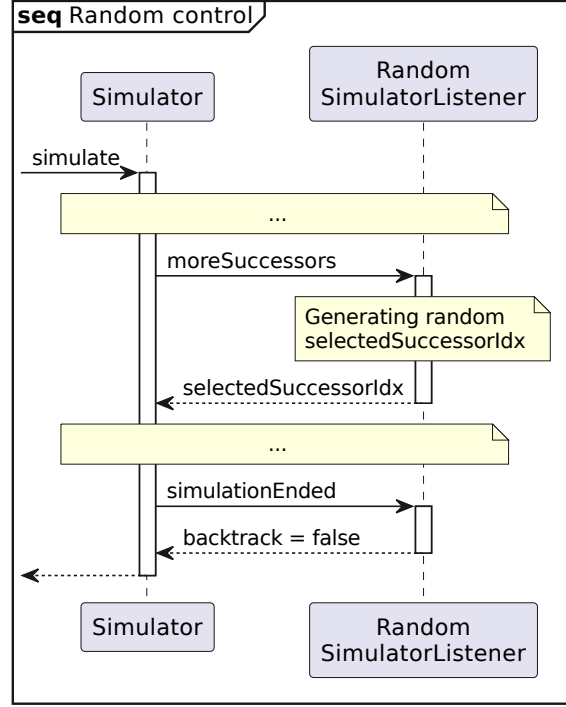 seq Random control
Simulator
Random
SimulatorListener
simulate
...
moreSuccessors
Generating random
selectedSuccessorIdx
selectedSuccessorIdx
...
simulationEnded
backtrack = false
Simulator
Random
SimulatorListener